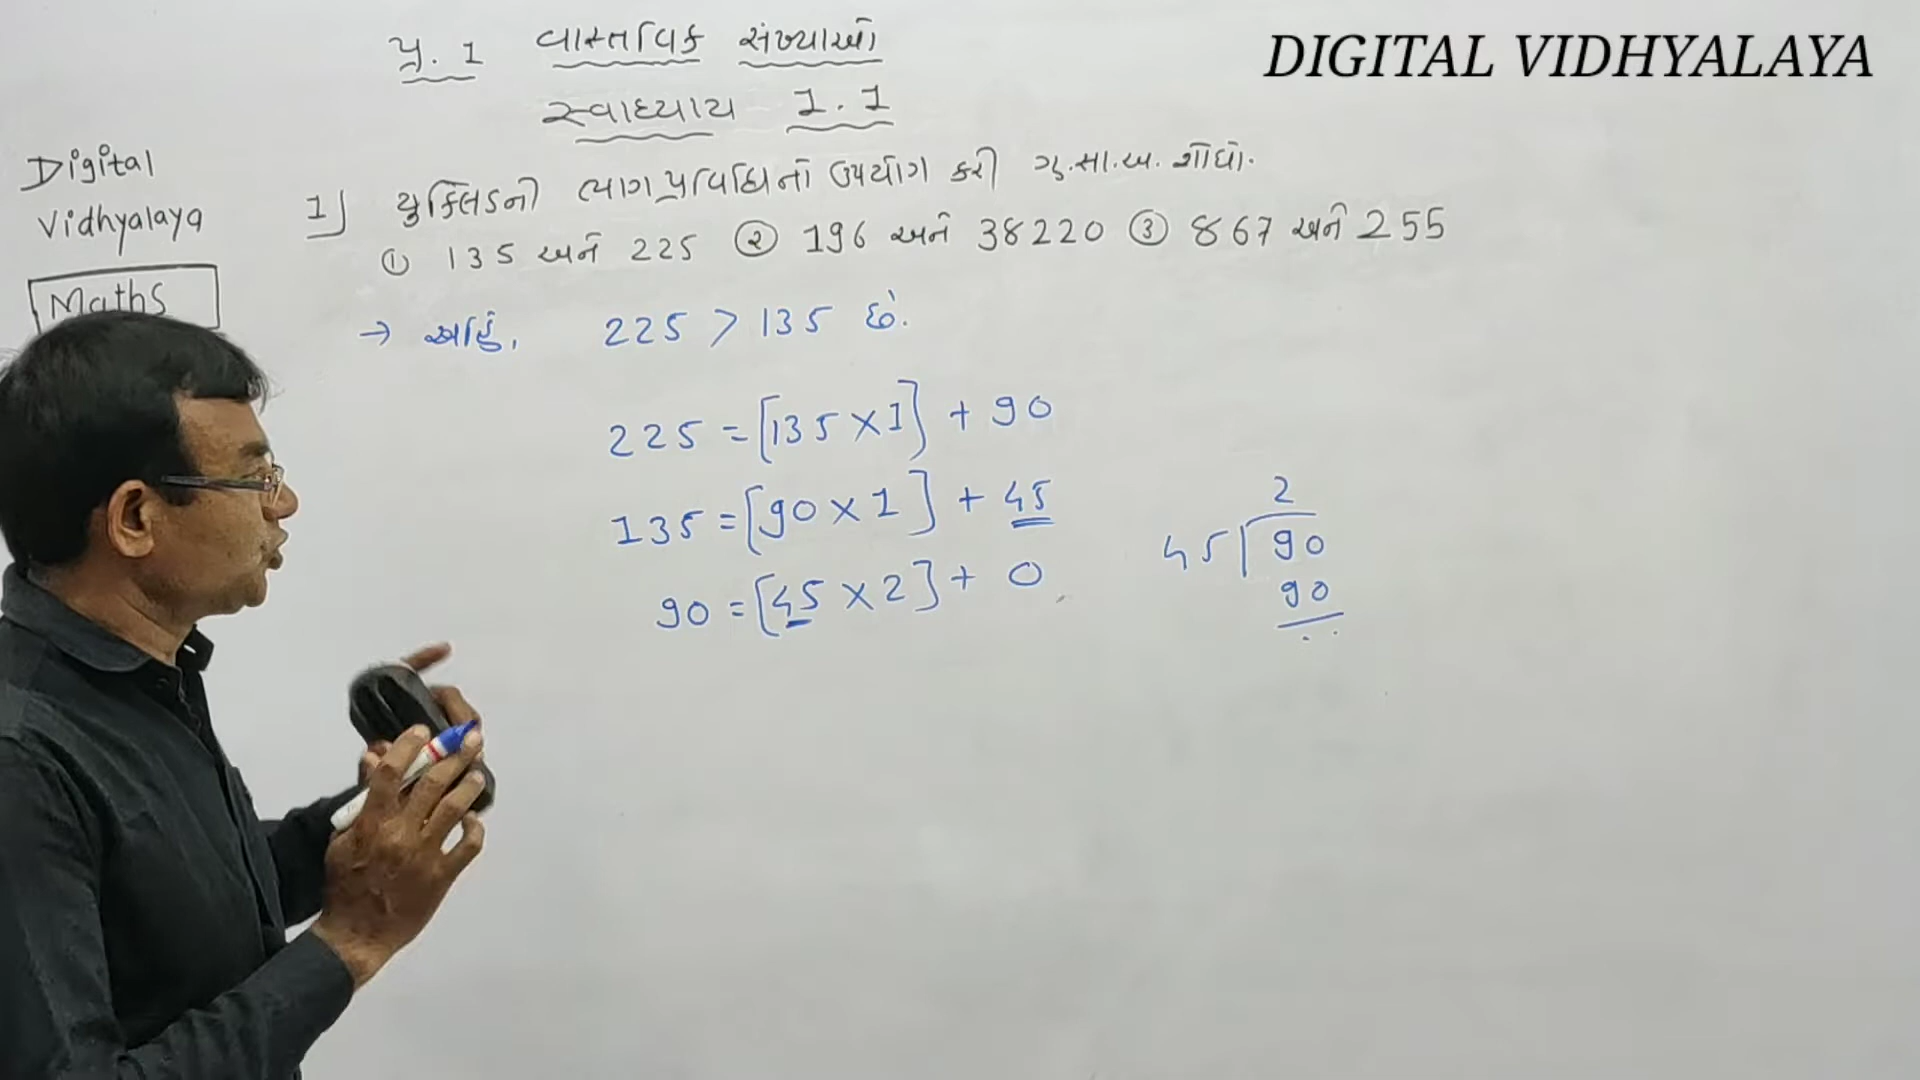 DIGITAL VIDHYALAYA
પ્ર. 1 વાસ્તવિક સંખ્યાઓ
સ્વાધ્યાય 1.1
Digital
Vidhyalaya
Maths
1) યુક્લિડની ભાગપ્રવિધિનો ઉપયોગ કરી ગુ.સા.અ. શોધો.
① 135 અને 225 ② 196 અને 38220 ③ 867 અને 255
→ અહીં, 225 > 135 છે.
225 = [135 × 1] + 90
135 = [90 × 1] + 45
90 = [45 × 2] + 0
2
45 90
90